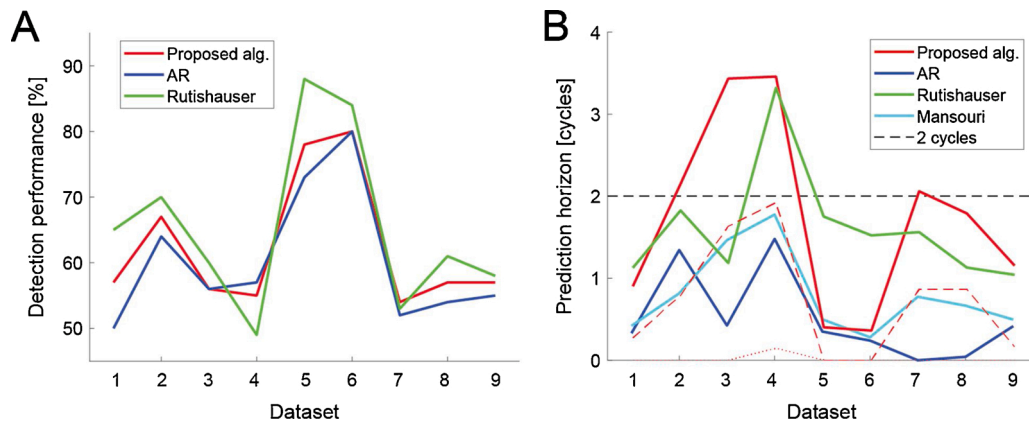 A
Detection performance [%]
90
80
70
60
50
Proposed alg.
AR
Rutishauser
1 2 3 4 5 6 7 8 9
Dataset
B
Prediction horizon [cycles]
4
3
2
1
0
Proposed alg.
AR
Rutishauser
Mansouri
2 cycles
1 2 3 4 5 6 7 8 9
Dataset